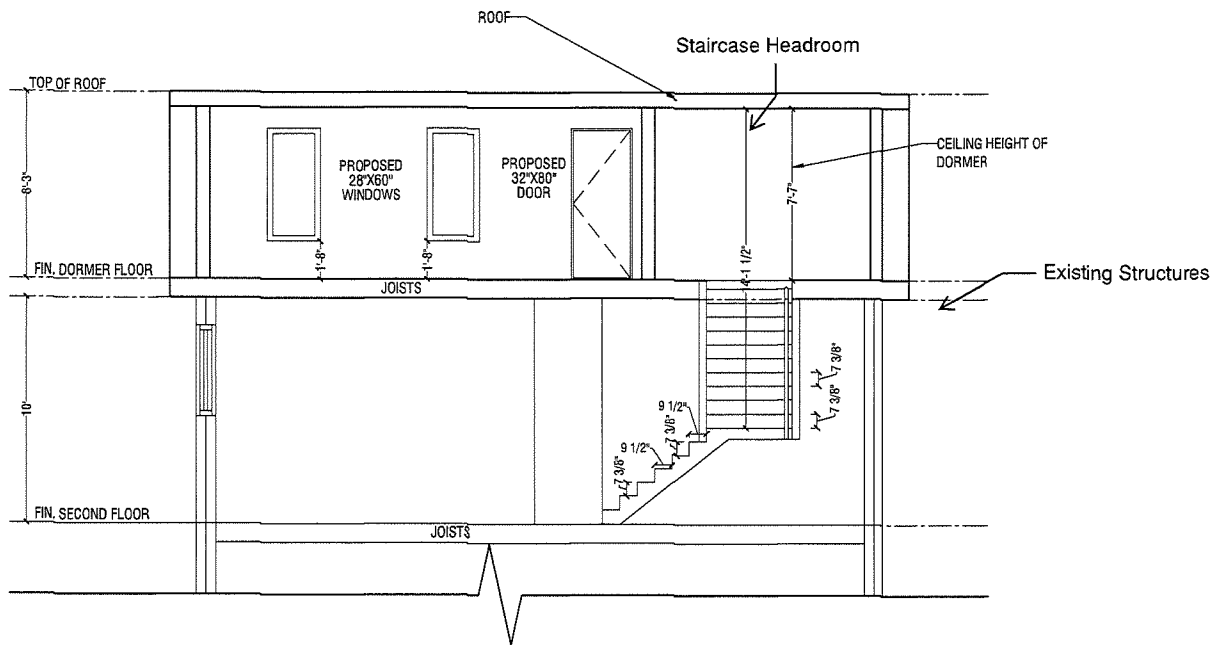 ROOF
Staircase Headroom
TOP OF ROOF
8'-3"
PROPOSED
28"X60"
WINDOWS
PROPOSED
32"X80"
DOOR
CEILING HEIGHT OF
DORMER
7'-7"
1'-8"
1'-8"
14'-1 1/2"
FIN. DORMER FLOOR
JOISTS
Existing Structures
10'
7 3/8"
7 3/8"
9 1/2"
7 3/8"
9 1/2"
7 3/8"
FIN. SECOND FLOOR
JOISTS